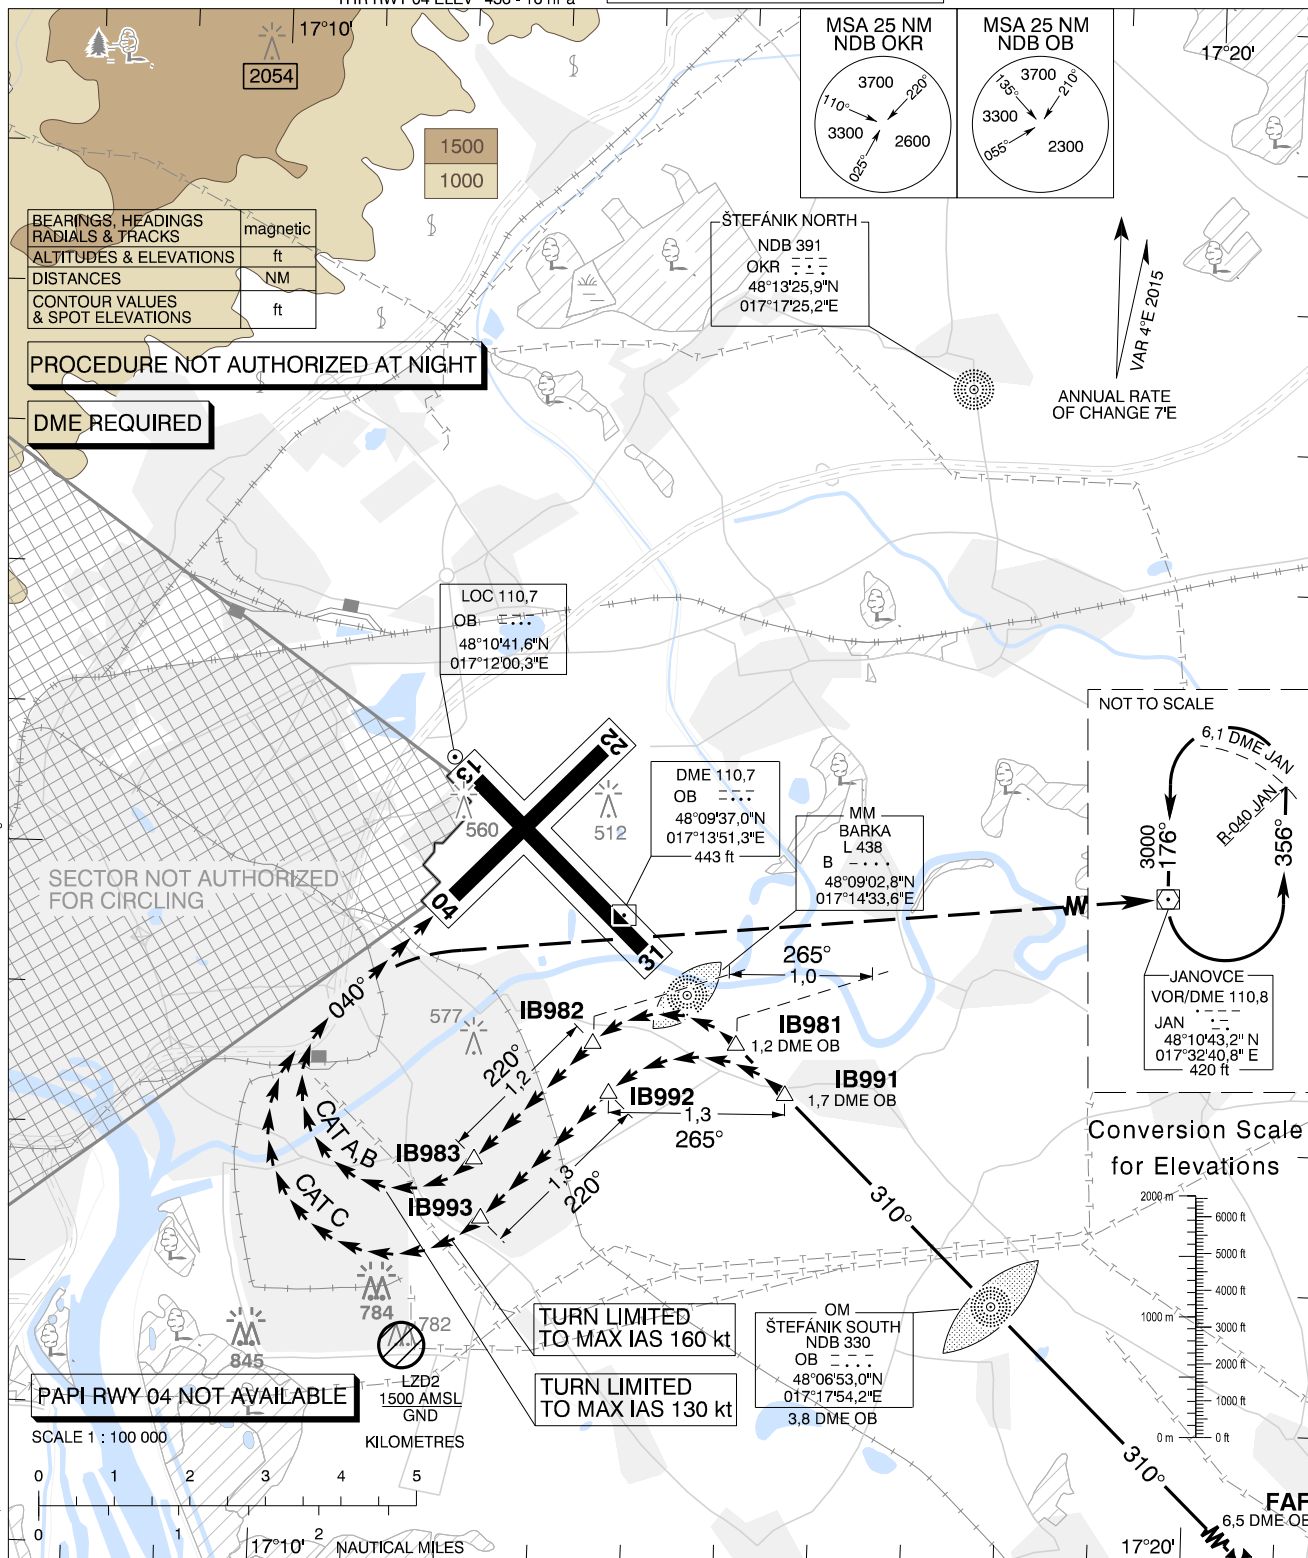 THR RWY 04 ELEV
17°10'
2054
1500
1000
MSA 25 NM
NDB OKR
3700
110°
220°
3300
2600
025°
MSA 25 NM
NDB OB
3700
135°
210°
3300
055°
2300
17°20'
BEARINGS, HEADINGS
RADIALS & TRACKS
magnetic
ALTITUDES & ELEVATIONS
ft
DISTANCES
NM
CONTOUR VALUES
& SPOT ELEVATIONS
ft
PROCEDURE NOT AUTHORIZED AT NIGHT
DME REQUIRED
ŠTEFÁNIK NORTH
NDB 391
OKR
48°13'25,9"N
017°17'25,2"E
VAR 4°E 2015
ANNUAL RATE
OF CHANGE 7'E
LOC 110,7
OB
48°10'41,6"N
017°12'00,3"E
NOT TO SCALE
6,1 DME JAN
R-040 JAN
3000
176°
356°
JANOVCE
VOR/DME 110,8
JAN
48°10'43,2" N
017°32'40,8" E
420 ft
13
22
04
31
560
512
DME 110,7
OB
48°09'37,0"N
017°13'51,3"E
443 ft
MM
BARKA
L 438
B
48°09'02,8"N
017°14'33,6"E
SECTOR NOT AUTHORIZED
FOR CIRCLING
040°
577
265°
1,0
IB982
IB981
1,2 DME OB
220°
1,2
IB991
1,7 DME OB
IB992
1,3
265°
IB983
1,3
220°
IB993
CAT A,B
CAT C
310°
Conversion Scale
for Elevations
2000 m
6000 ft
5000 ft
4000 ft
1000 m
3000 ft
2000 ft
1000 ft
0 m
0 ft
784
782
845
LZD2
1500 AMSL
GND
TURN LIMITED
TO MAX IAS 160 kt
TURN LIMITED
TO MAX IAS 130 kt
OM
ŠTEFÁNIK SOUTH
NDB 330
OB
48°06'53,0"N
017°17'54,2"E
3,8 DME OB
PAPI RWY 04 NOT AVAILABLE
SCALE 1 : 100 000
KILOMETRES
0 1 2 3 4 5
0 1 2
NAUTICAL MILES
17°10'
310°
17°20'
FAF
6,5 DME OB